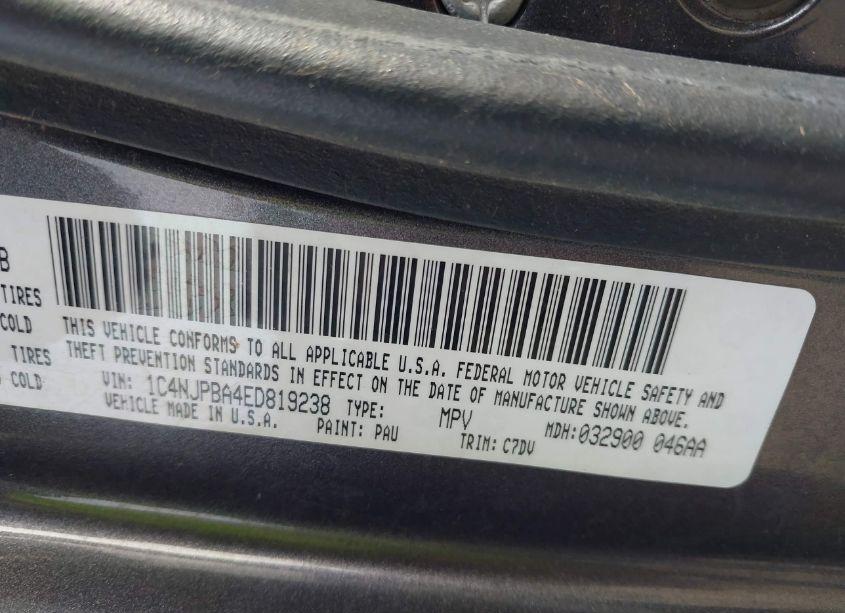 B
TIRES
COLD
TIRES
COLD
THIS VEHICLE CONFORMS TO ALL APPLICABLE U.S.A. FEDERAL MOTOR VEHICLE SAFETY AND
THEFT PREVENTION STANDARDS IN EFFECT ON THE DATE OF MANUFACTURE SHOWN ABOVE.
VIN: 1C4NJPBA4ED819238 TYPE: MPV MDH:032900 046AA
VEHICLE MADE IN U.S.A. PAINT: PAU TRIM: C7DV